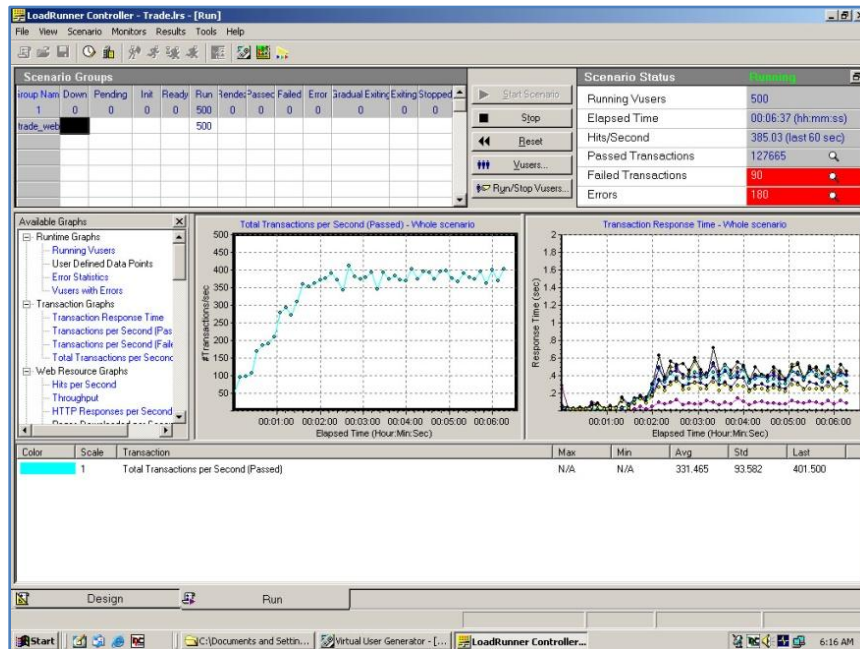 LoadRunner Controller - Trade.lrs - [Run]
File View Scenario Monitors Results Tools Help
Scenario Groups
Group Nam Down Pending Init Ready Run Rendez Passed Failed Error Gradual Exiting Exiting Stopped
1 0 0 0 0 500 0 0 0 0 0 0 0
trade_web 500
Start Scenario
Stop
Reset
Vusers...
Run/Stop Vusers...
Scenario Status Running
Running Vusers 500
Elapsed Time 00:06:37 (hh:mm:ss)
Hits/Second 385.03 (last 60 sec)
Passed Transactions 127665
Failed Transactions 90
Errors 180
Available Graphs
Runtime Graphs
Running Vusers
User Defined Data Points
Error Statistics
Vusers with Errors
Transaction Graphs
Transaction Response Time
Transactions per Second (Pas
Transactions per Second (Faile
Total Transactions per Second
Web Resource Graphs
Hits per Second
Throughput
HTTP Responses per Second
Total Transactions per Second (Passed) - Whole scenario
#Transactions/sec
500
450
400
350
300
250
200
150
100
50
00:01:00 00:02:00 00:03:00 00:04:00 00:05:00 00:06:00
Elapsed Time (Hour:Min:Sec)
Transaction Response Time - Whole scenario
Response Time (sec)
2
1.8
1.6
1.4
1.2
1
.8
.6
.4
.2
00:01:00 00:02:00 00:03:00 00:04:00 00:05:00 00:06:00
Elapsed Time (Hour:Min:Sec)
Color Scale Transaction Max Min Avg Std Last
1 Total Transactions per Second (Passed) N/A N/A 331.465 93.582 401.500
Design
Run
Start
C:\Documents and Settin...
Virtual User Generator - [...
LoadRunner Controller...
6:16 AM